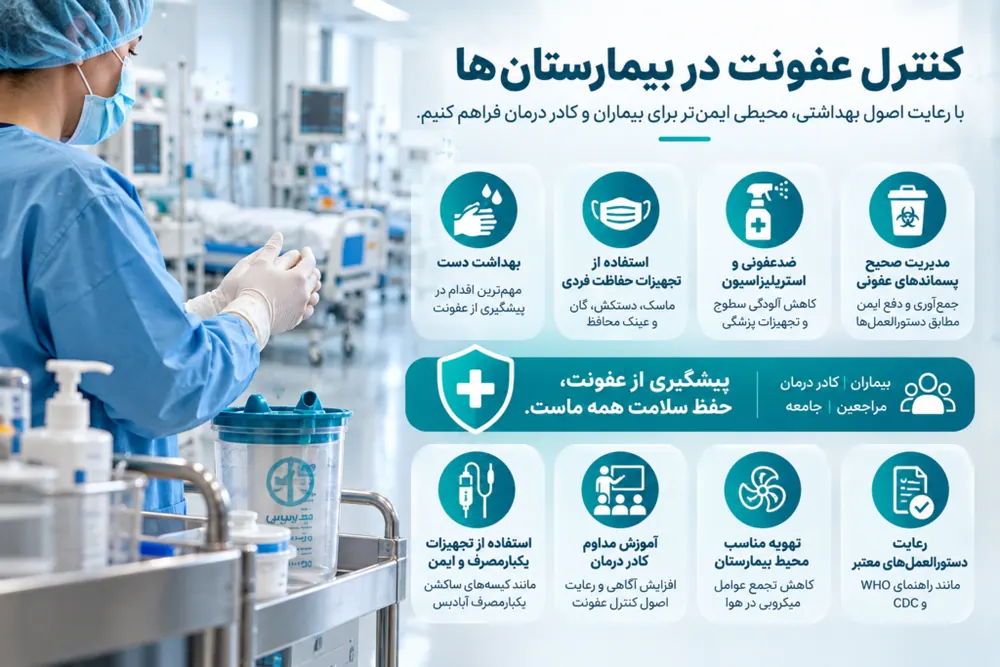 کنترل عفونت در بیمارستان‌ها
با رعایت اصول بهداشتی، محیطی ایمن‌تر برای بیماران و کادر درمان فراهم کنیم.
مدیریت صحیح
پسماندهای عفونی
جمع‌آوری و دفع ایمن
مطابق دستورالعمل‌ها
ضدعفونی و
استریلیزاسیون
کاهش آلودگی سطوح
و تجهیزات پزشکی
استفاده از
تجهیزات حفاظت فردی
ماسک، دستکش، گان
و عینک محافظ
بهداشت دست
مهم‌ترین اقدام در
پیشگیری از عفونت
بیماران | کادر درمان
مراجعین | جامعه
پیشگیری از عفونت،
حفظ سلامت همه ماست.
رعایت
دستورالعمل‌های معتبر
مانند راهنمای WHO
و CDC
تهویه مناسب
محیط بیمارستان
کاهش تجمع عوامل
میکروبی در هوا
آموزش مداوم
کادر درمان
افزایش آگاهی و رعایت
اصول کنترل عفونت
استفاده از تجهیزات
یکبارمصرف و ایمن
مانند کیسه‌های ساکشن
یکبارمصرف آبادبس